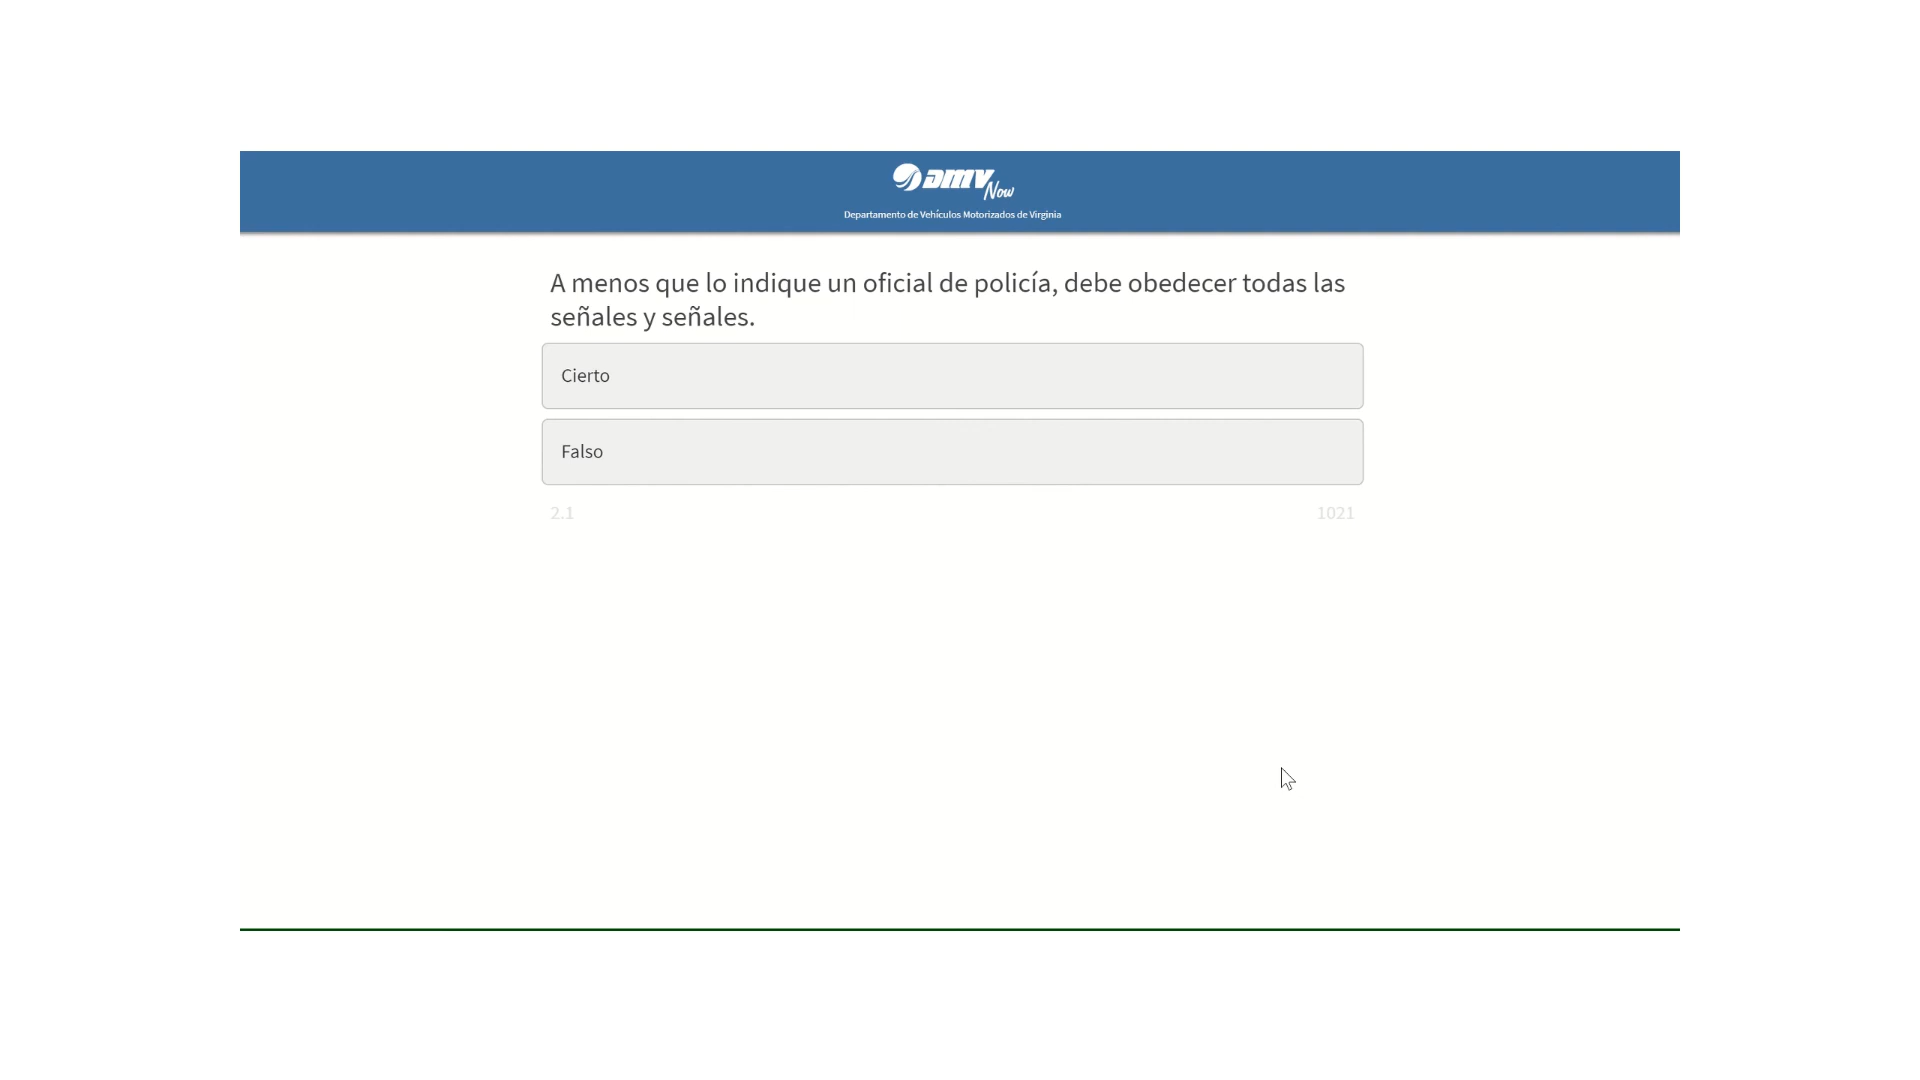 DMV Now
Departamento de Vehículos Motorizados de Virginia
A menos que lo indique un oficial de policía, debe obedecer todas las
señales y señales.
Cierto
Falso
2.1
1021